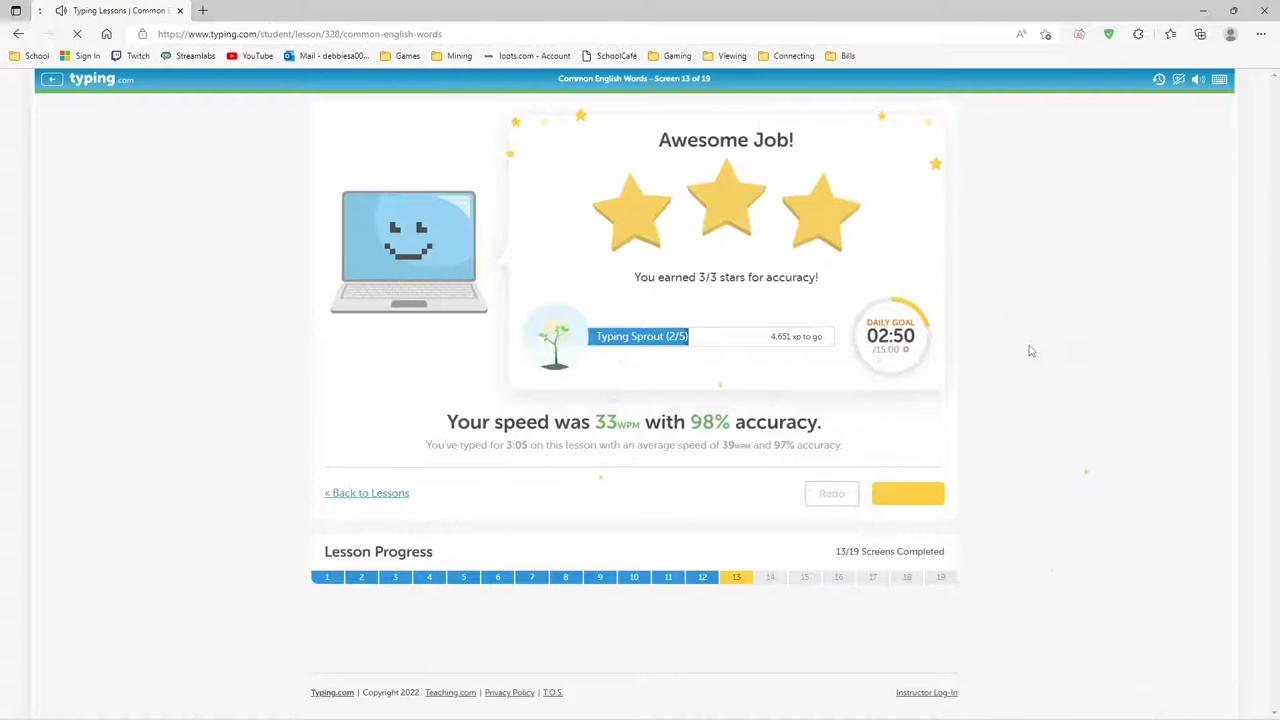 Typing Lessons | Common E
https://www.typing.com/student/lesson/328/common-english-words
School Sign In Twitch Streamlabs YouTube Mail - debbiesa00... Games Mining loots.com - Account SchoolCafé Gaming Viewing Connecting Bills
typing.com Common English Words - Screen 13 of 19
Awesome Job!
You earned 3/3 stars for accuracy!
Typing Sprout (2/5) 4,651 xp to go
DAILY GOAL
02:50
/15:00
Your speed was 33WPM with 98% accuracy.
You've typed for 3:05 on this lesson with an average speed of 39WPM and 97% accuracy.
« Back to Lessons Redo
Lesson Progress 13/19 Screens Completed
1 2 3 4 5 6 7 8 9 10 11 12 13 14 15 16 17 18 19
Typing.com | Copyright 2022 Teaching.com | Privacy Policy | T.O.S. Instructor Log-In